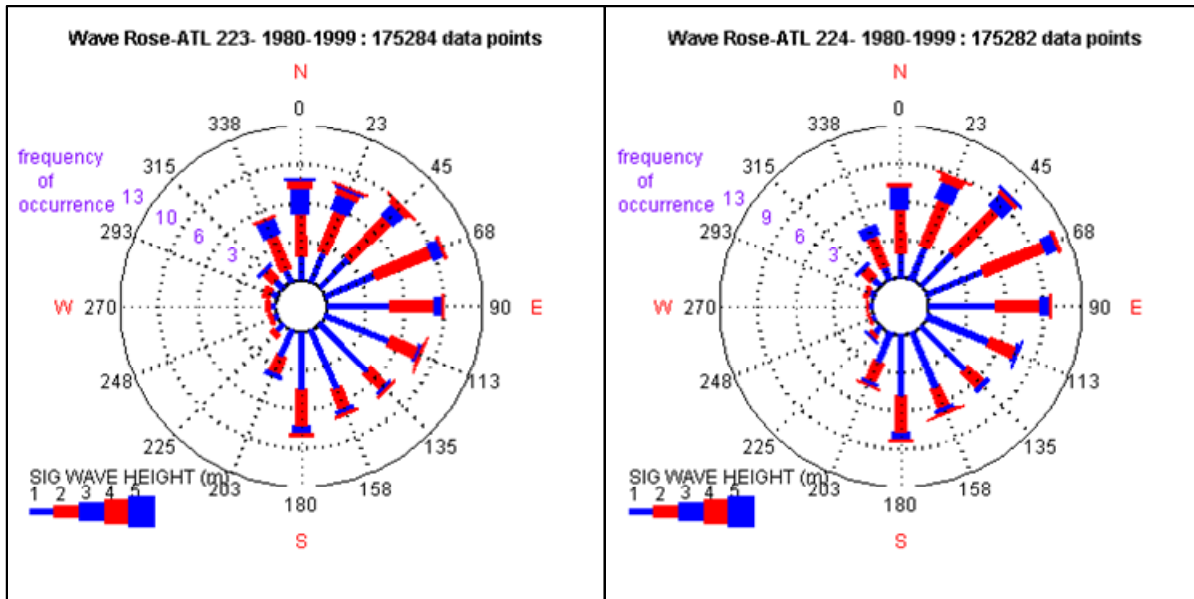 Wave Rose-ATL 223- 1980-1999 : 175284 data points
N
0
338
23
315
45
frequency
of
occurrence
13
10
6
3
293
68
W
270
90
E
248
113
225
135
SIG WAVE HEIGHT (m)
1 2 3 4 5
203
158
180
S
Wave Rose-ATL 224- 1980-1999 : 175282 data points
N
0
338
23
315
45
frequency
of
occurrence
13
9
6
3
293
68
W
270
90
E
248
113
225
135
SIG WAVE HEIGHT (m)
1 2 3 4 5
203
158
180
S